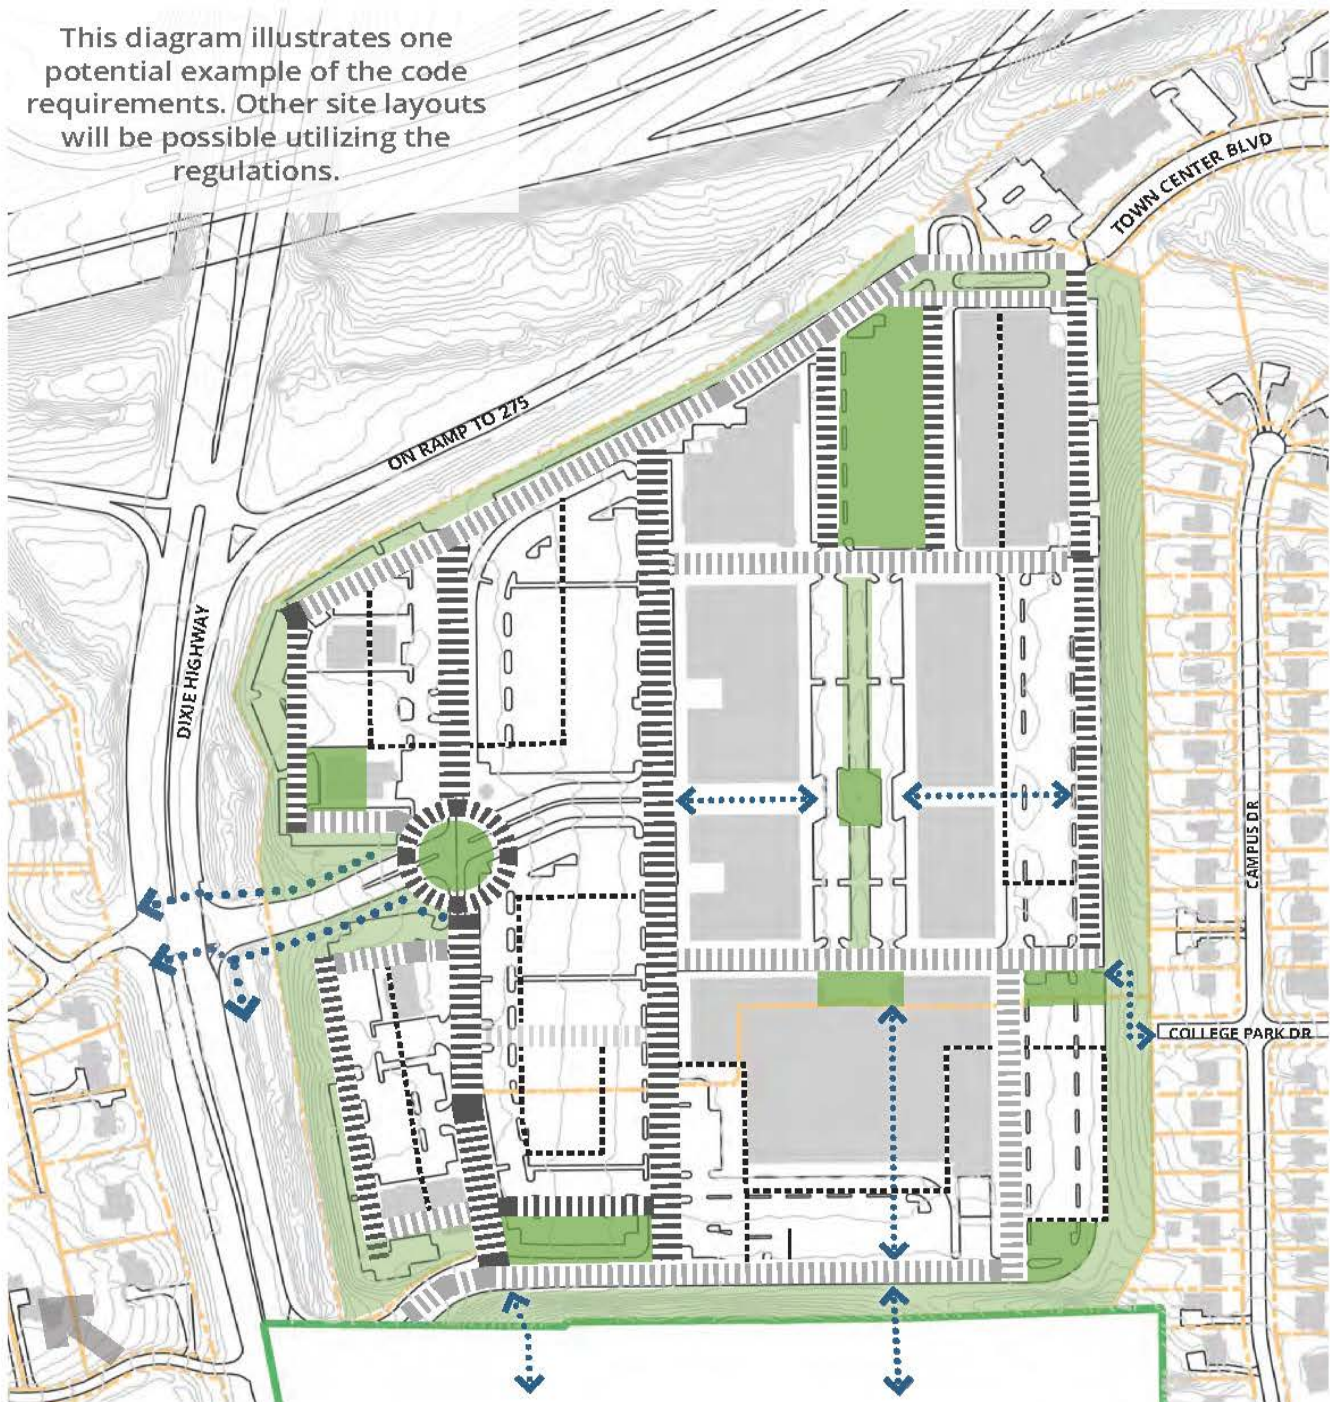 This diagram illustrates one
potential example of the code
requirements. Other site layouts
will be possible utilizing the
regulations.
TOWN CENTER BLVD
ON RAMP TO 275
DIXIE HIGHWAY
CAMPUS DR
COLLEGE PARK DR